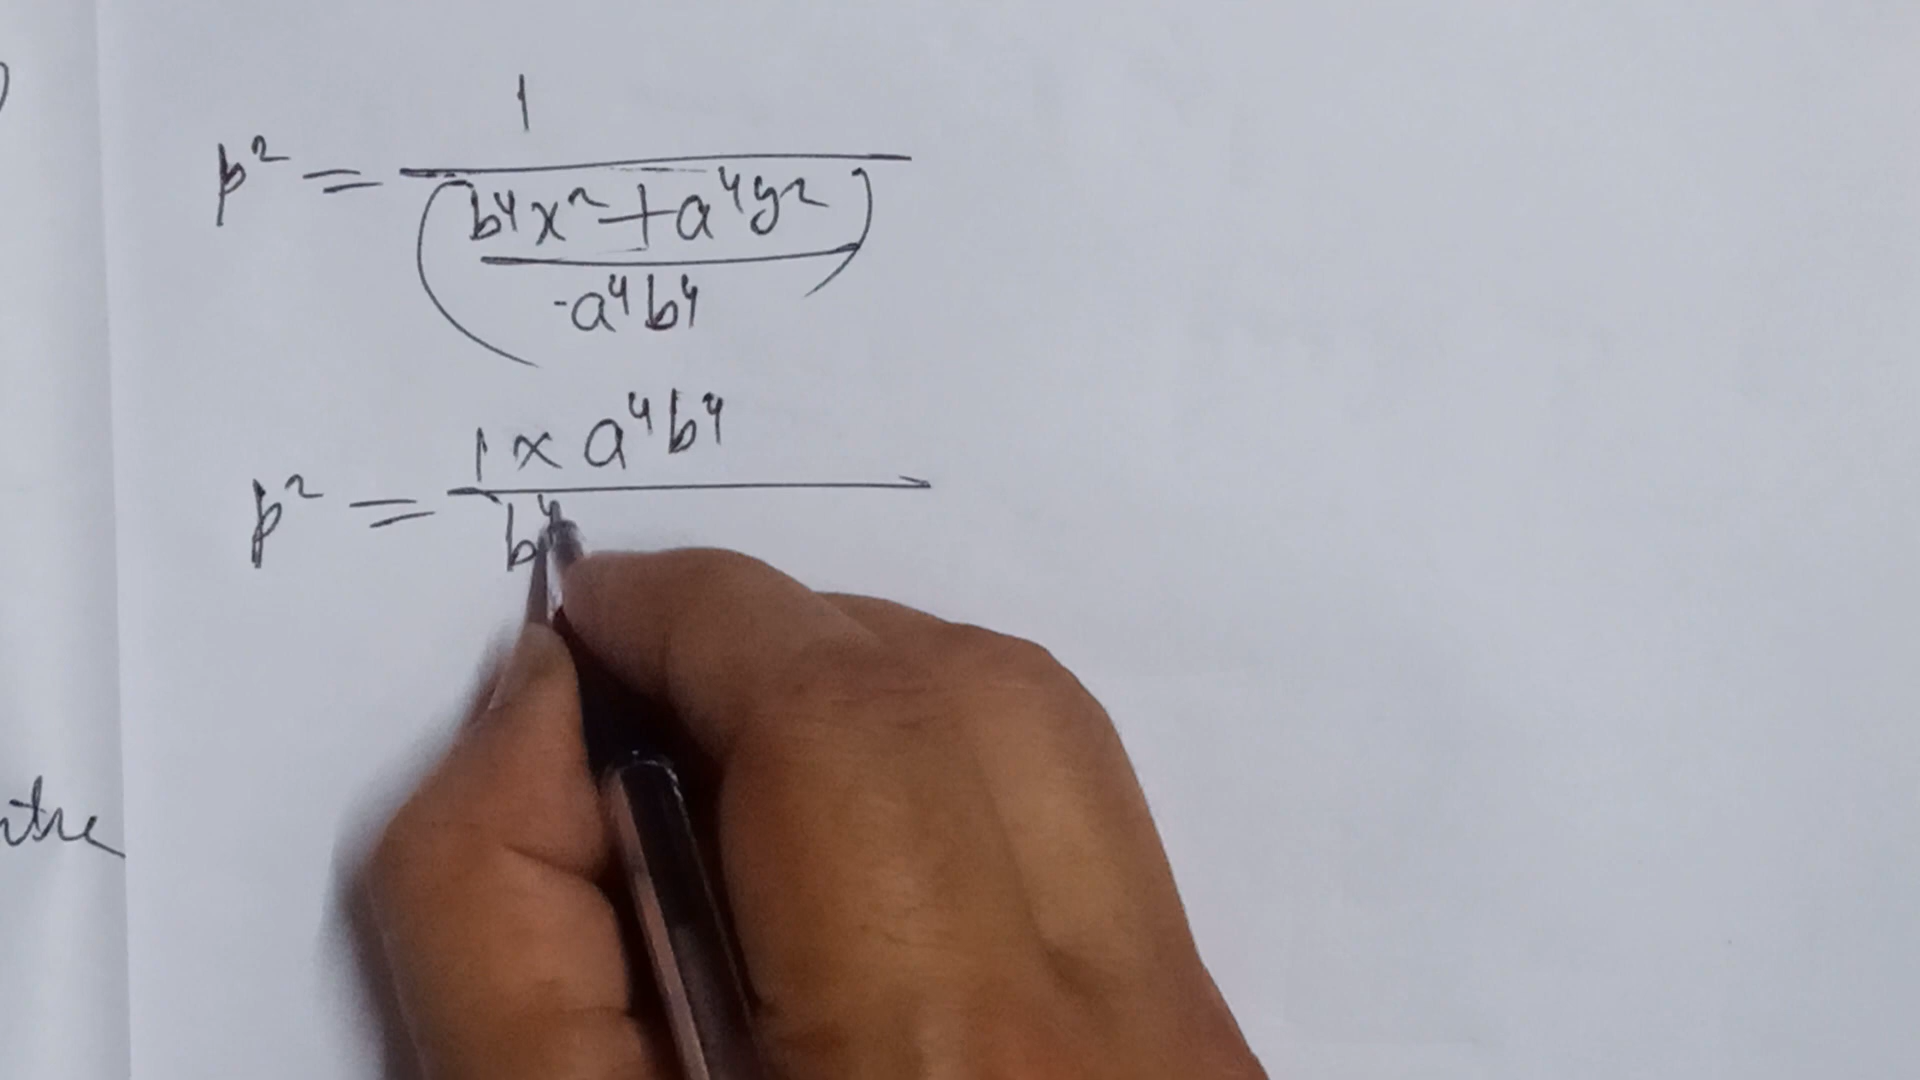 p² = 1
(b⁴x² + a⁴y²)
a⁴b⁴
1 × a⁴b⁴
p² =
b⁴